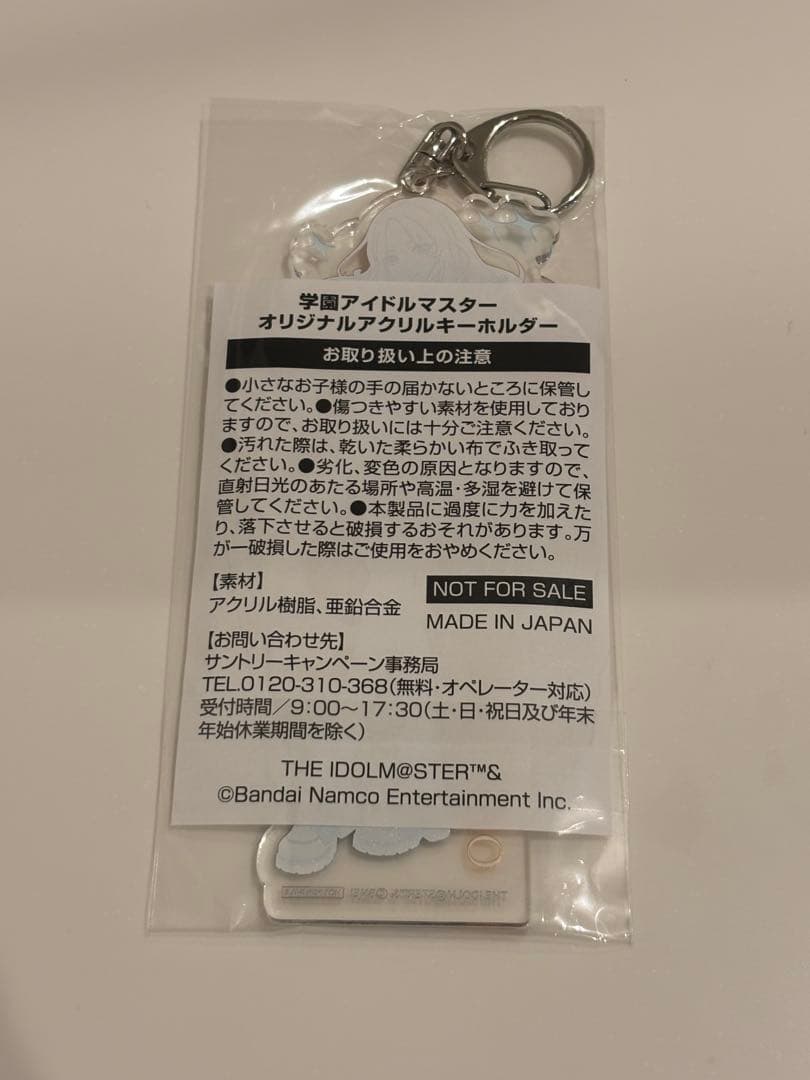 学園アイドルマスター
オリジナルアクリルキーホルダー
お取り扱い上の注意
●小さなお子様の手の届かないところに保管し
てください。●傷つきやすい素材を使用しており
ますので、お取り扱いには十分ご注意ください。
●汚れた際は、乾いた柔らかい布でふき取って
ください。●劣化、変色の原因となりますので、
直射日光のあたる場所や高温・多湿を避けて保
管してください。●本製品に過度に力を加えた
り、落下させると破損するおそれがあります。万
が一破損した際はご使用をおやめください。
【素材】
アクリル樹脂、亜鉛合金
NOT FOR SALE
MADE IN JAPAN
【お問い合わせ先】
サントリーキャンペーン事務局
TEL.0120-310-368(無料・オペレーター対応)
受付時間/9:00〜17:30(土・日・祝日及び年末
年始休業期間を除く)
THE IDOLM@STER™&
©Bandai Namco Entertainment Inc.